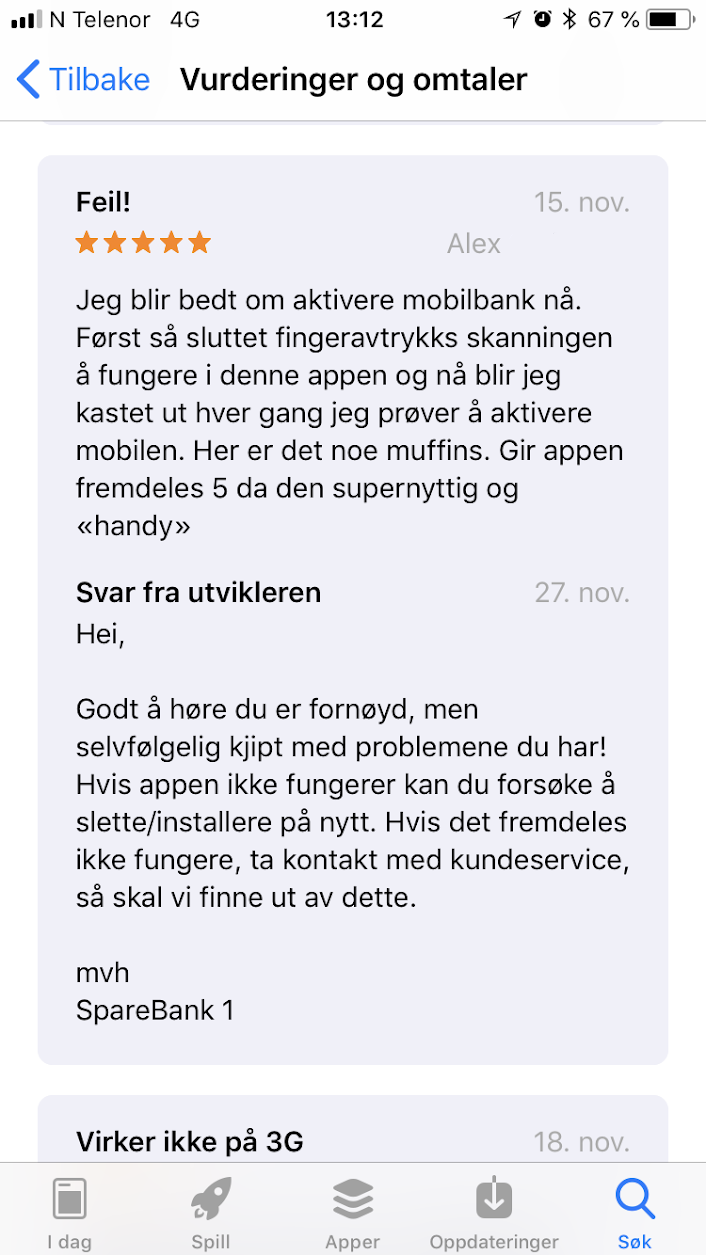 N Telenor 4G 13:12 67 %
Tilbake Vurderinger og omtaler
Feil! 15. nov.
Alex
Jeg blir bedt om aktivere mobilbank nå.
Først så sluttet fingeravtrykks skanningen
å fungere i denne appen og nå blir jeg
kastet ut hver gang jeg prøver å aktivere
mobilen. Her er det noe muffins. Gir appen
fremdeles 5 da den supernyttig og
«handy»
Svar fra utvikleren 27. nov.
Hei,
Godt å høre du er fornøyd, men
selvfølgelig kjipt med problemene du har!
Hvis appen ikke fungerer kan du forsøke å
slette/installere på nytt. Hvis det fremdeles
ikke fungere, ta kontakt med kundeservice,
så skal vi finne ut av dette.
mvh
SpareBank 1
Virker ikke på 3G 18. nov.
I dag Spill Apper Oppdateringer Søk